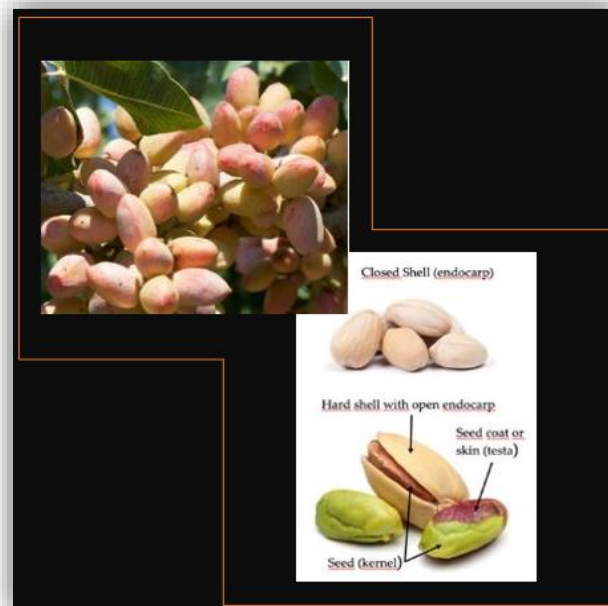 Closed Shell (endocarp)
Hard shell with open endocarp
Seed coat or
skin (testa)
Seed (kernel)